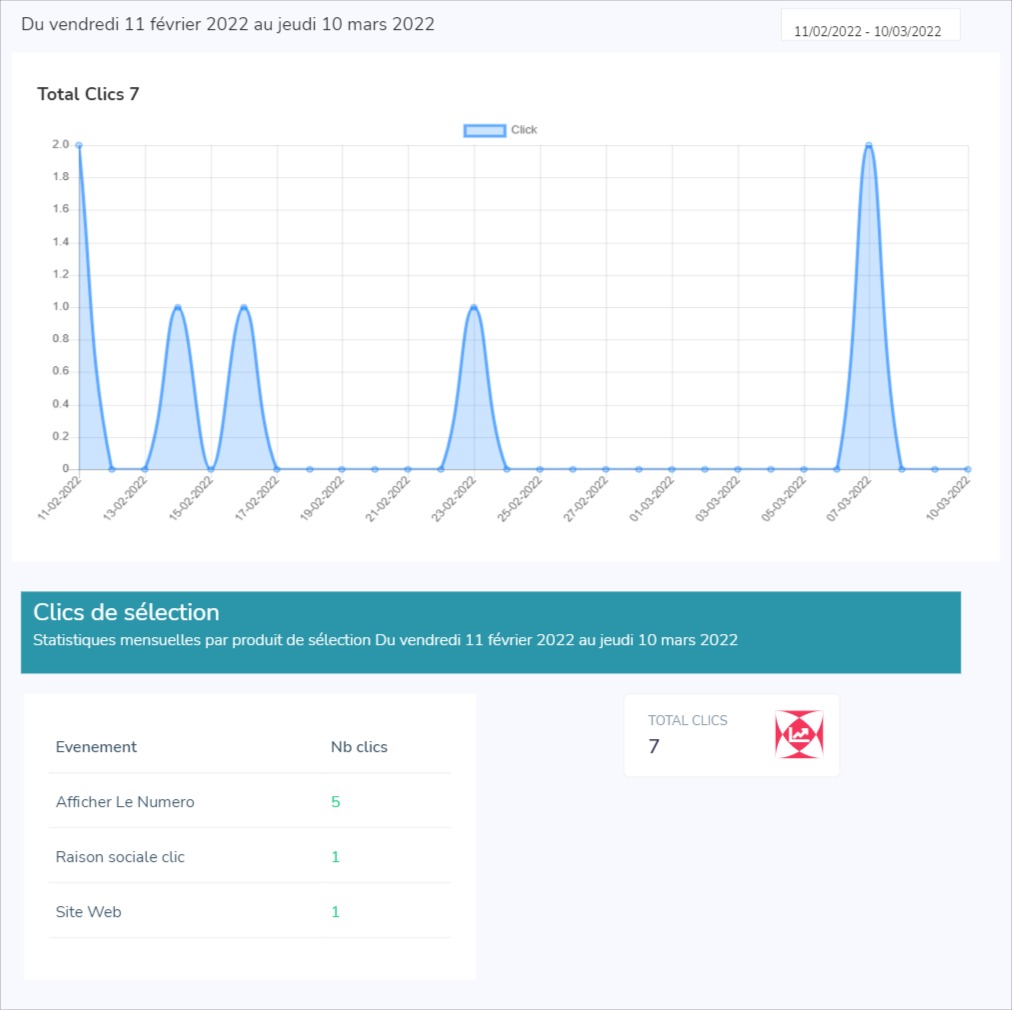 Du vendredi 11 février 2022 au jeudi 10 mars 2022
11/02/2022 - 10/03/2022
Total Clics 7
Click
2.0
1.8
1.6
1.4
1.2
1.0
0.8
0.6
0.4
0.2
0
11-02-2022
13-02-2022
15-02-2022
17-02-2022
19-02-2022
21-02-2022
23-02-2022
25-02-2022
27-02-2022
01-03-2022
03-03-2022
05-03-2022
07-03-2022
10-03-2022
Clics de sélection
Statistiques mensuelles par produit de sélection Du vendredi 11 février 2022 au jeudi 10 mars 2022
Evenement Nb clics
Afficher Le Numero 5
Raison sociale clic 1
Site Web 1
TOTAL CLICS
7